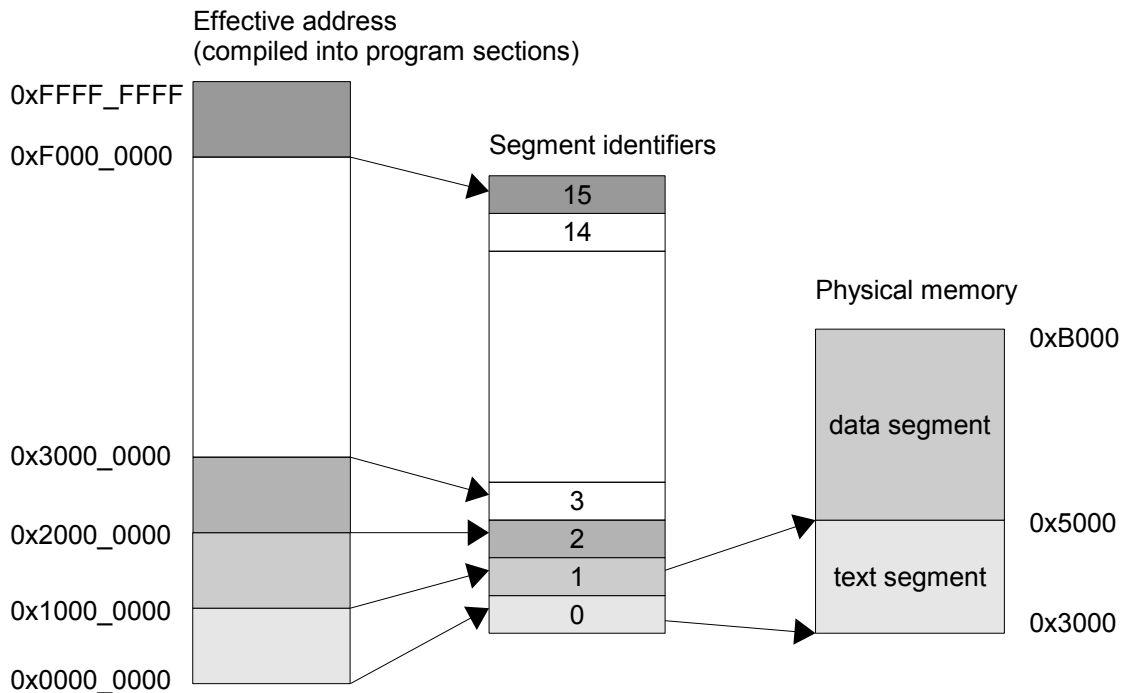 Effective address
(compiled into program sections)
0xFFFF_FFFF
0xF000_0000
0x3000_0000
0x2000_0000
0x1000_0000
0x0000_0000
Segment identifiers
15
14
3
2
1
0
Physical memory
0xB000
data segment
0x5000
text segment
0x3000